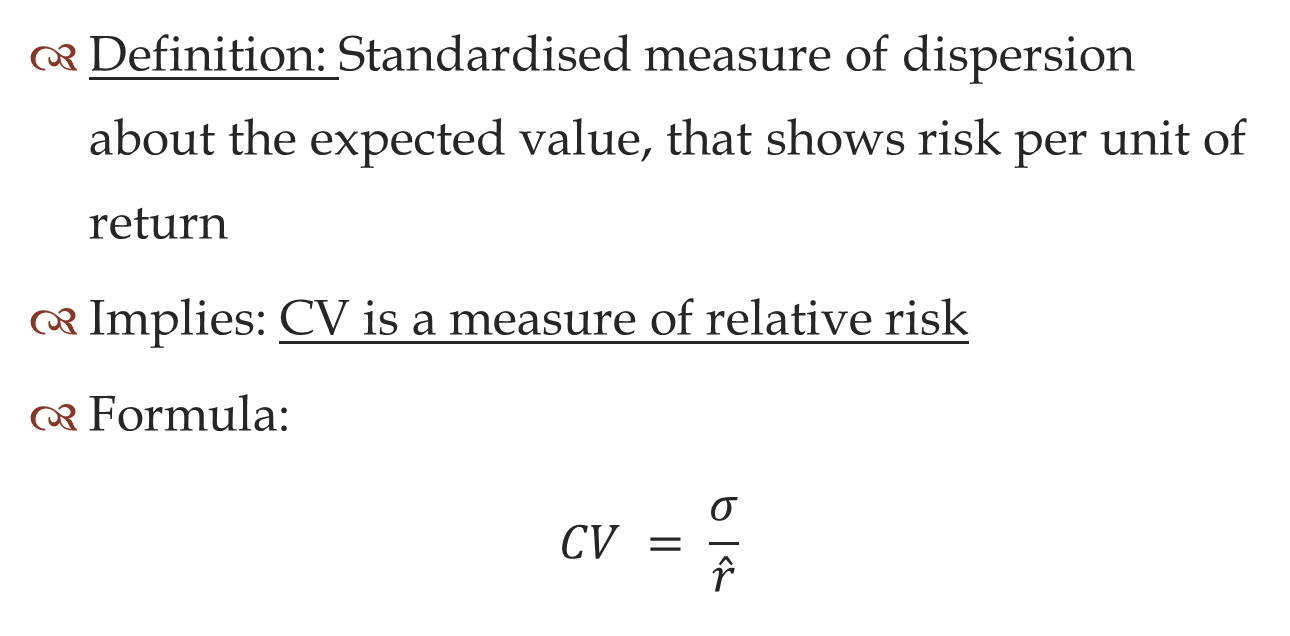 Definition: Standardised measure of dispersion
about the expected value, that shows risk per unit of
return
Implies: CV is a measure of relative risk
Formula:
CV = σ / r̂